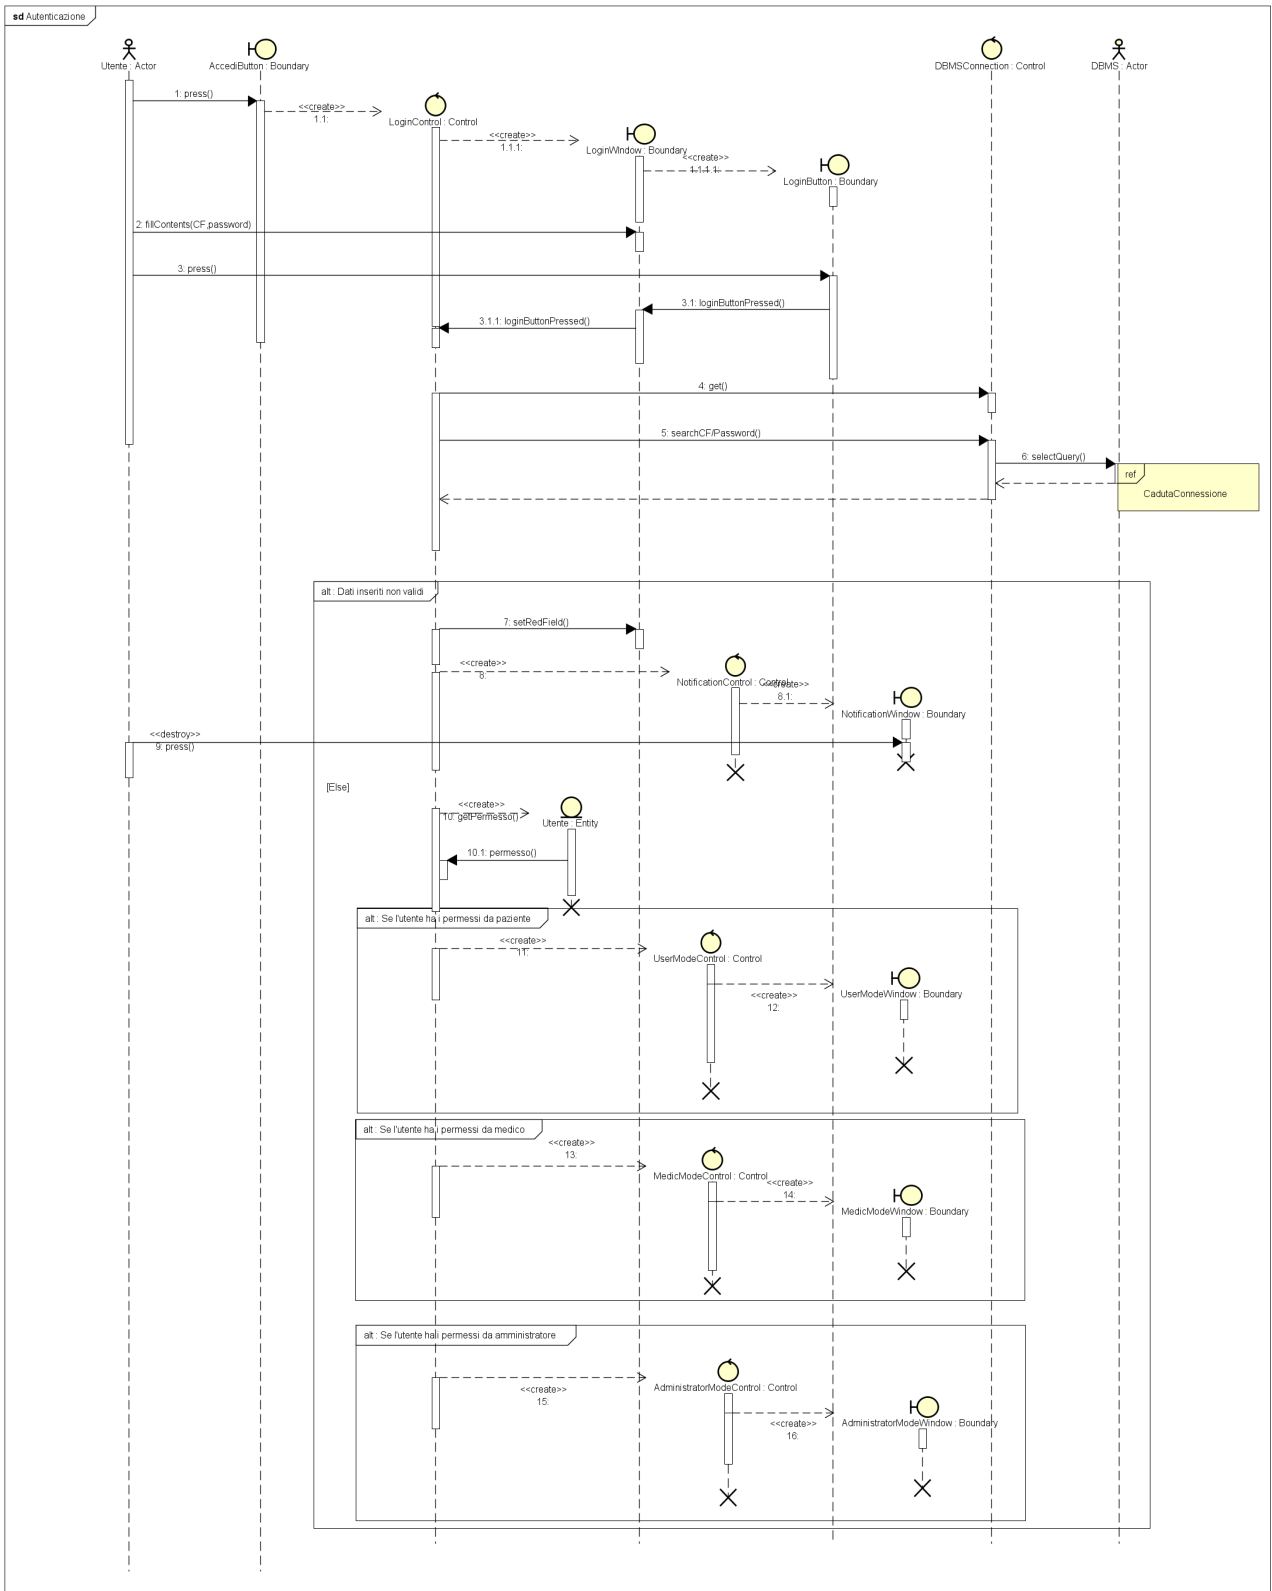 sd Autenticazione
Utente : Actor
AccediButton : Boundary
DBMSConnection : Control
DBMS : Actor
1: press()
<<create>>
1.1:
LoginControl : Control
<<create>>
1.1.1:
LoginWIndow : Boundary
<<create>>
1.1.1.1:
LoginButton : Boundary
2: fillContents(CF,password)
3: press()
3.1: loginButtonPressed()
3.1.1: loginButtonPressed()
4: get()
5: searchCF/Password()
6: selectQuery()
ref
CadutaConnessione
alt : Dati inseriti non validi
7: setRedField()
<<create>>
8:
NotificationControl : Control
<<create>>
8.1:
NotificationWindow : Boundary
<<destroy>>
9: press()
[Else]
<<create>>
10: getPermesso()
Utente : Entity
10.1: permesso()
alt : Se l'utente ha i permessi da paziente
<<create>>
11:
UserModeControl : Control
<<create>>
12:
UserModeWindow : Boundary
alt : Se l'utente ha i permessi da medico
<<create>>
13:
MedicModeControl : Control
<<create>>
14:
MedicModeWindow : Boundary
alt : Se l'utente ha i permessi da amministratore
<<create>>
15:
AdministratorModeControl : Control
<<create>>
16:
AdministratorModeWindow : Boundary